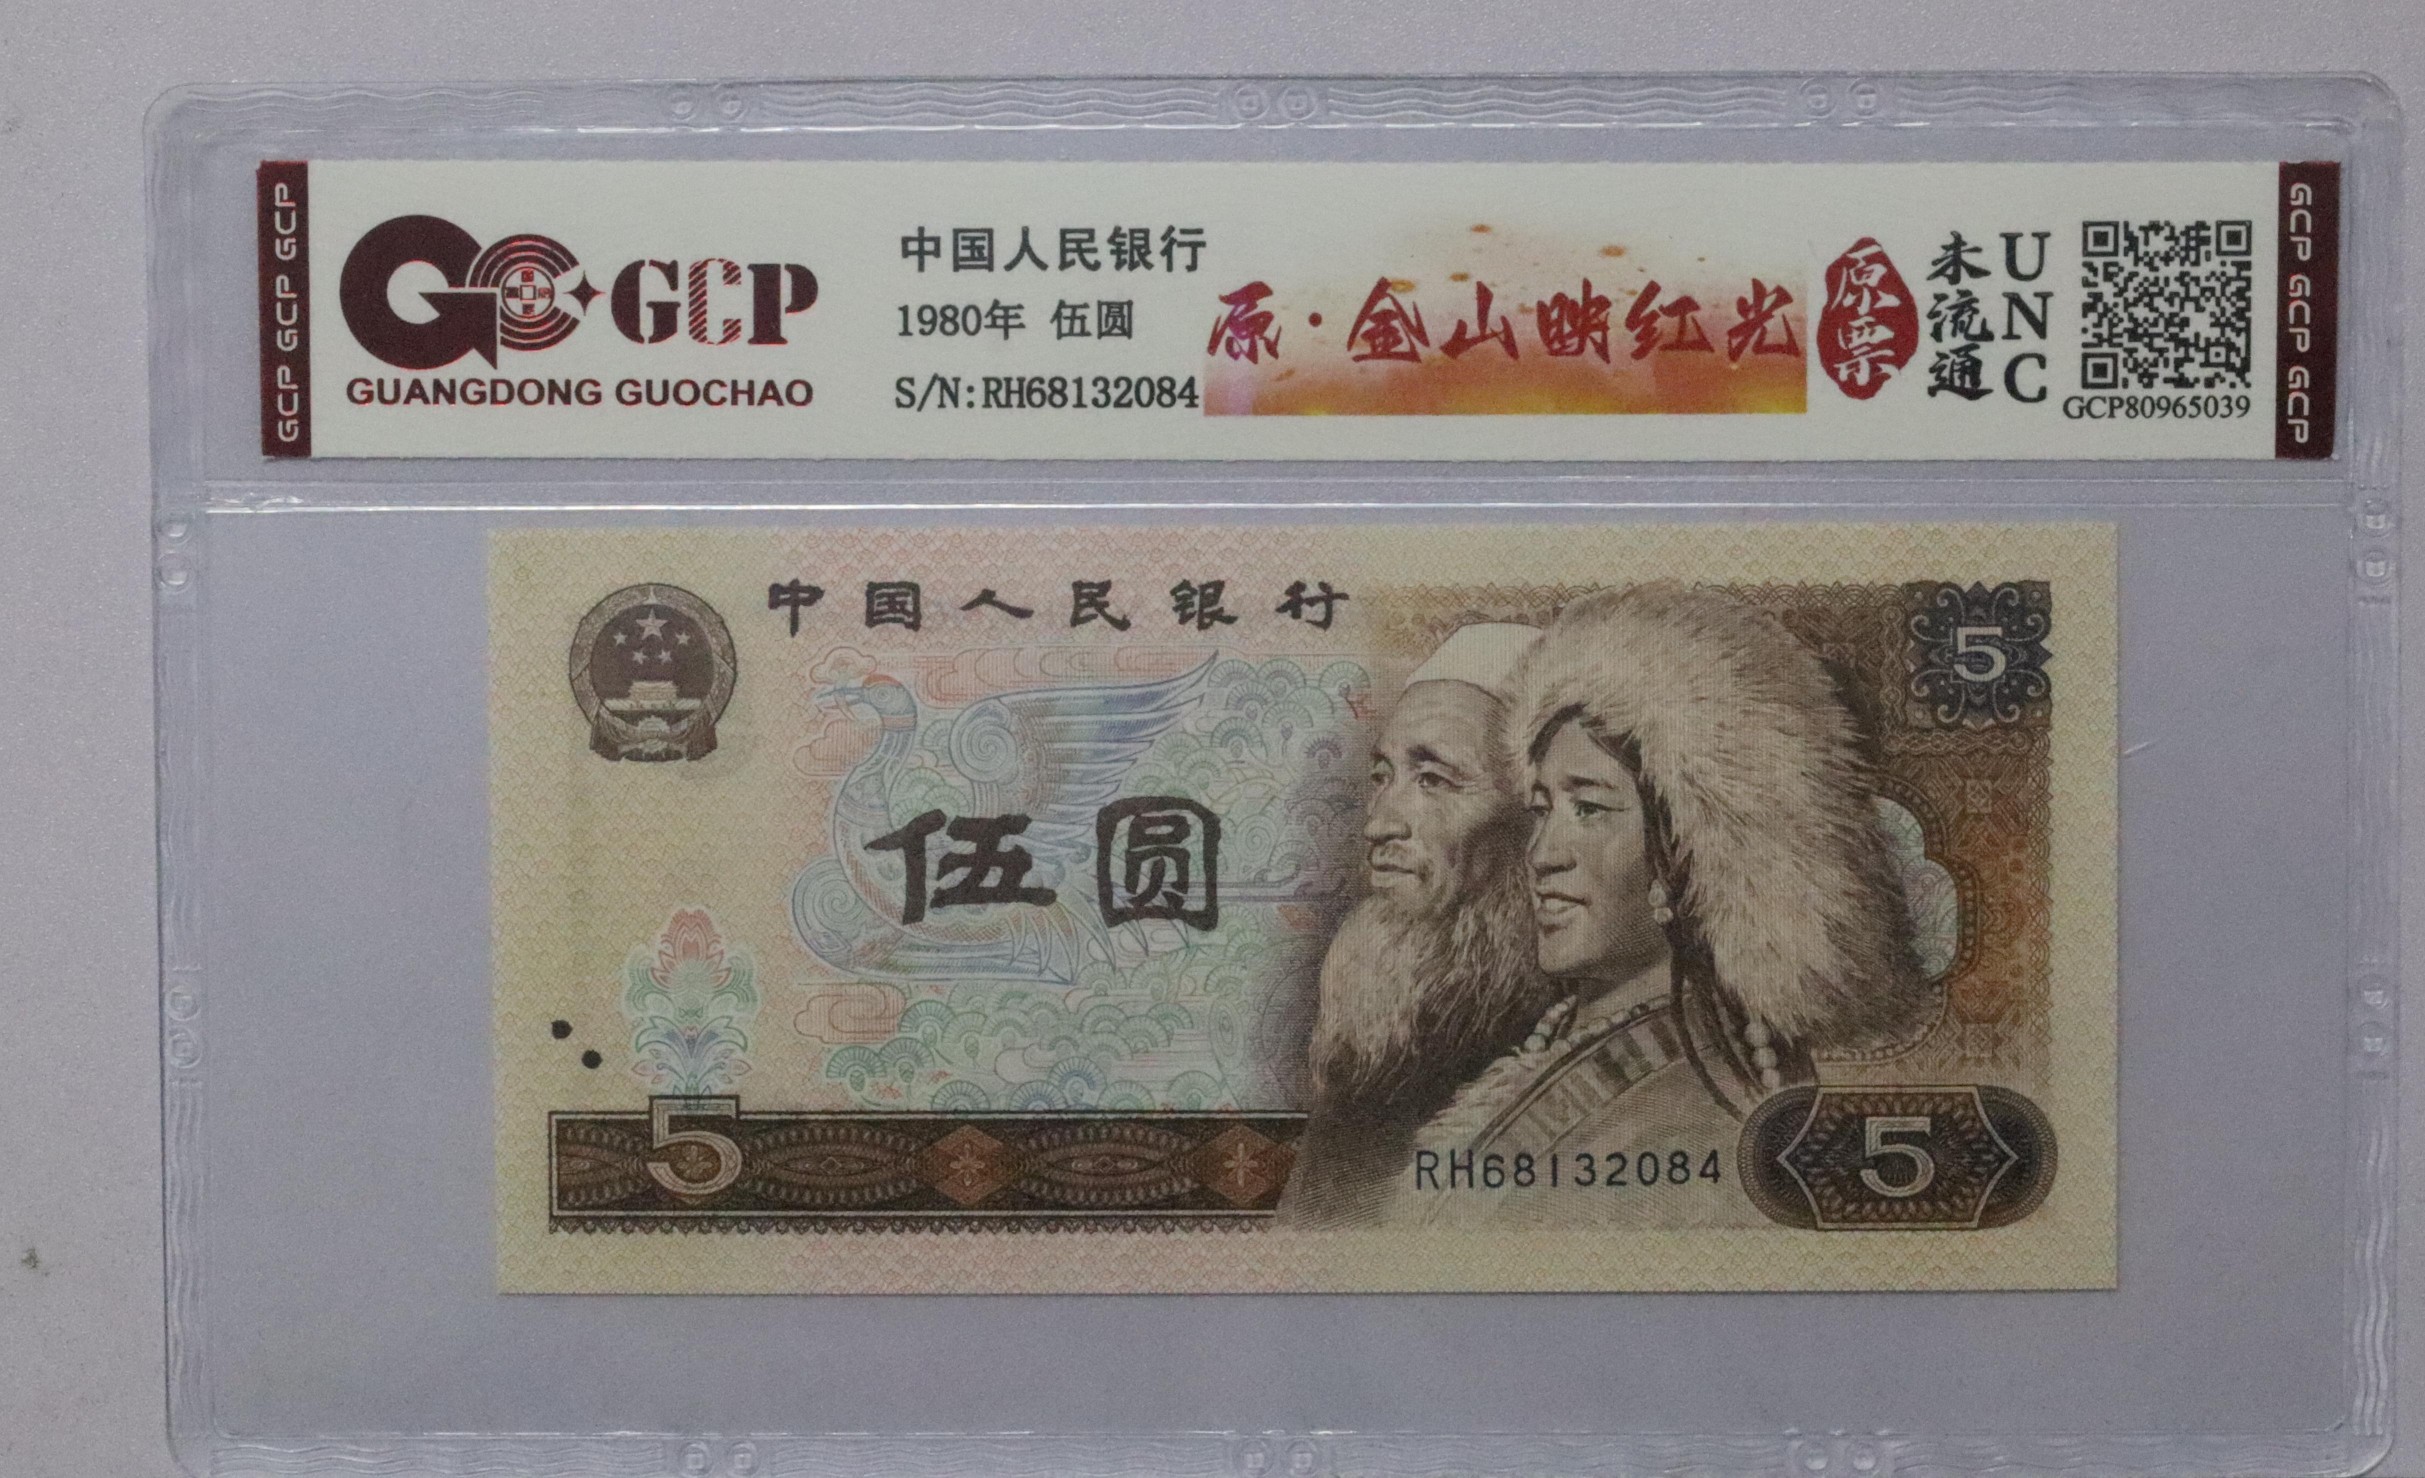 GCP GCP GCP
GCP
GUANGDONG GUOCHAO
中国人民银行
1980年 伍圆
S/N:RH68132084
原·金山映红光
原票
未流通
UNC
GCP80965039
GCP GCP GCP
中国人民银行
5
伍圆
5
RH68132084
5